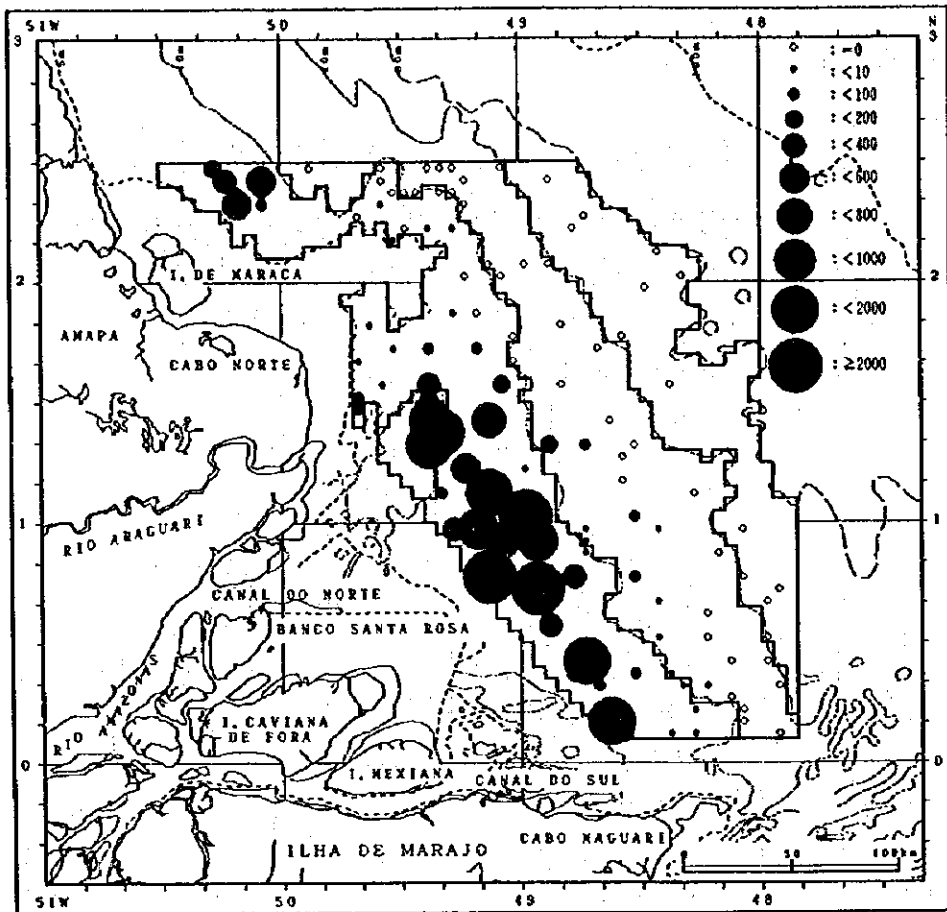 51W 50 49 48 N
3 3
: =0
: <10
: <100
: <200
: <400
: <600
: <800
: <1000
: <2000
: ≥2000
I. DE MARACA
2 2
AMAPA
CABO NORTE
RIO ARAGUARI
1 1
CANAL DO NORTE
BANCO SANTA ROSA
RIO AMAZONAS
I. CAVIANA
DE FORA
I. MEXIANA
CANAL DO SUL
0 0
CABO MAGUARI
ILHA DE MARAJO
0 50 100km
51W 50 49 48